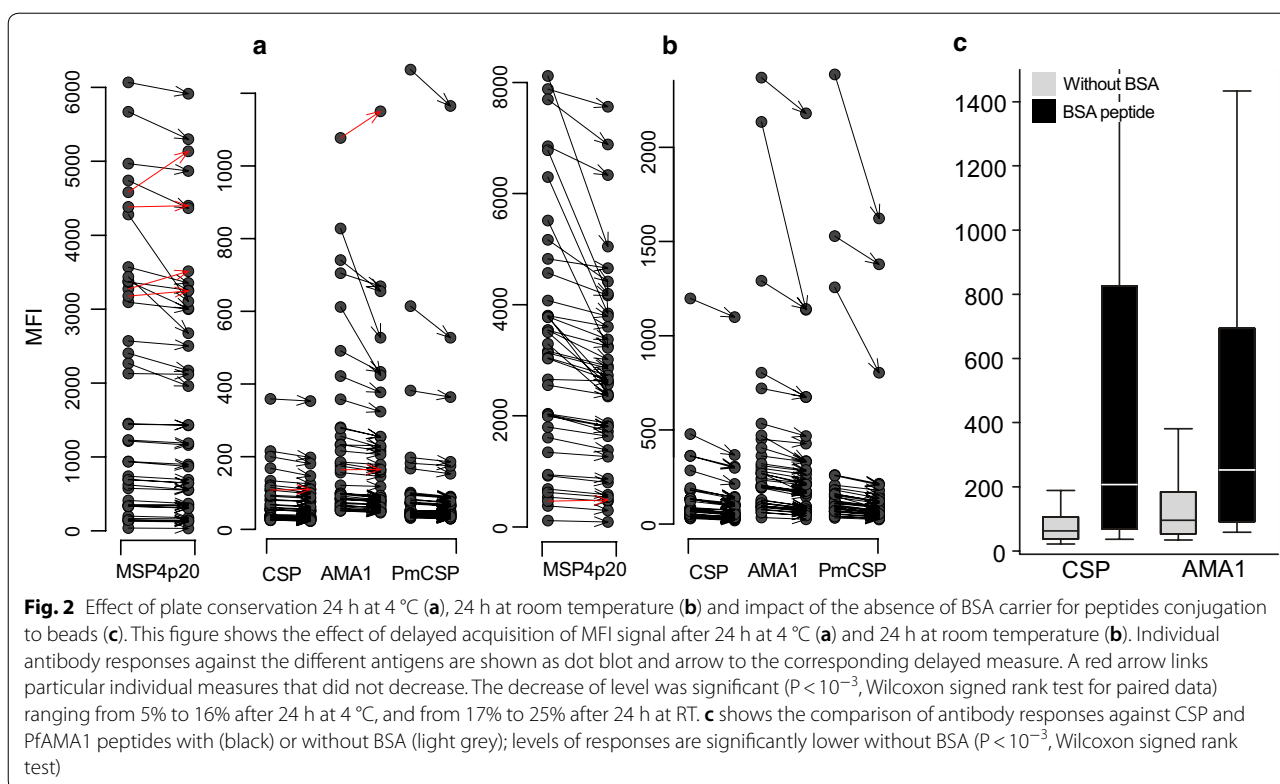 a
b
c
MFI
0
1000
2000
3000
4000
5000
6000
MSP4p20
0
200
400
600
800
1000
CSP AMA1 PmCSP
0
2000
4000
6000
8000
MSP4p20
0
500
1000
1500
2000
CSP AMA1 PmCSP
1400
1200
1000
800
600
400
200
0
Without BSA
BSA peptide
CSP AMA1
Fig. 2 Effect of plate conservation 24 h at 4 °C (a), 24 h at room temperature (b) and impact of the absence of BSA carrier for peptides conjugation
to beads (c). This figure shows the effect of delayed acquisition of MFI signal after 24 h at 4 °C (a) and 24 h at room temperature (b). Individual
antibody responses against the different antigens are shown as dot blot and arrow to the corresponding delayed measure. A red arrow links
particular individual measures that did not decrease. The decrease of level was significant (P < 10−3, Wilcoxon signed rank test for paired data)
ranging from 5% to 16% after 24 h at 4 °C, and from 17% to 25% after 24 h at RT. c shows the comparison of antibody responses against CSP and
PfAMA1 peptides with (black) or without BSA (light grey); levels of responses are significantly lower without BSA (P < 10−3, Wilcoxon signed rank
test)